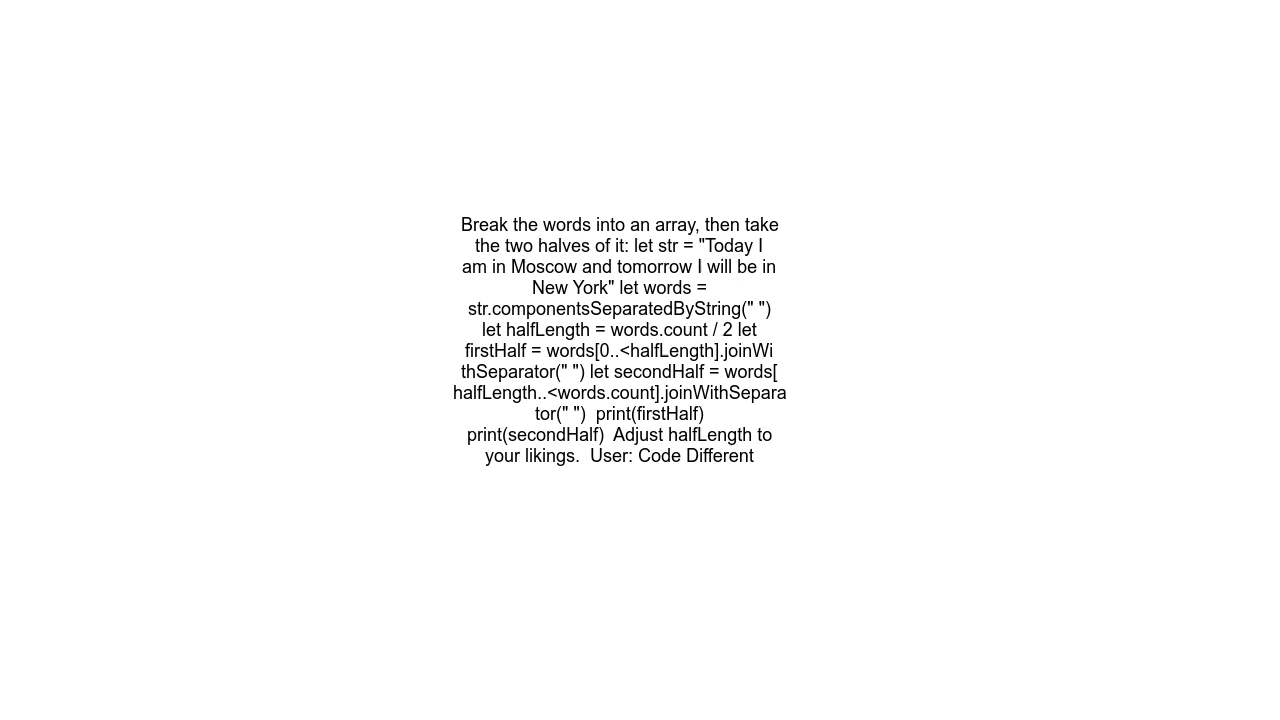 Break the words into an array, then take
the two halves of it: let str = "Today I
am in Moscow and tomorrow I will be in
New York" let words =
str.componentsSeparatedByString(" ")
let halfLength = words.count / 2 let
firstHalf = words[0..<halfLength].joinWi
thSeparator(" ") let secondHalf = words[
halfLength..<words.count].joinWithSepara
tor(" ")  print(firstHalf)
print(secondHalf)  Adjust halfLength to
your likings.  User: Code Different